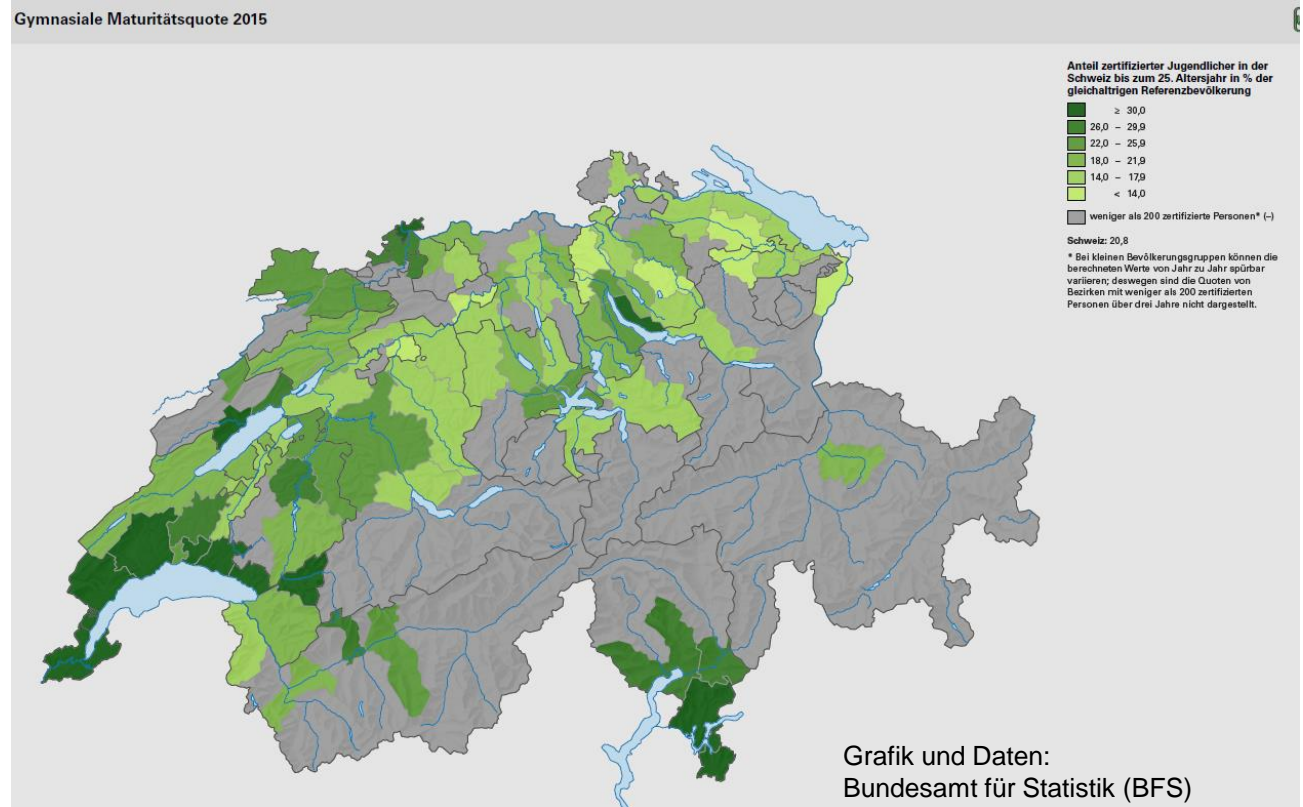 Gymnasiale Maturitätsquote 2015
Anteil zertifizierter Jugendlicher in der
Schweiz bis zum 25. Altersjahr in % der
gleichaltrigen Referenzbevölkerung
≥ 30,0
26,0 – 29,9
22,0 – 25,9
18,0 – 21,9
14,0 – 17,9
< 14,0
weniger als 200 zertifizierte Personen* (–)
Schweiz: 20,8
* Bei kleinen Bevölkerungsgruppen können die
berechneten Werte von Jahr zu Jahr spürbar
variieren; deswegen sind die Quoten von
Bezirken mit weniger als 200 zertifizierten
Personen über drei Jahre nicht dargestellt.
Grafik und Daten:
Bundesamt für Statistik (BFS)